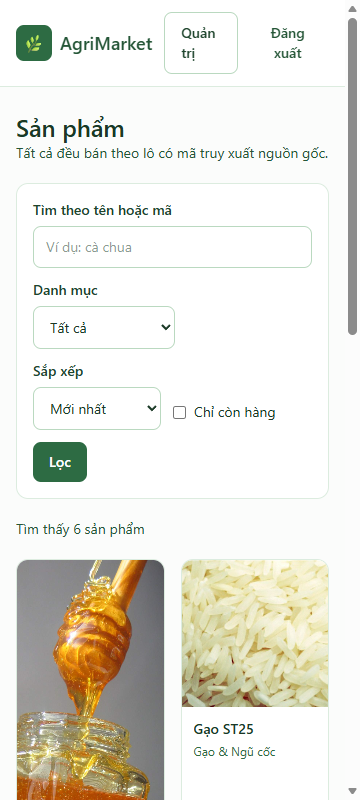 AgriMarket
Quản
trị
Đăng
xuất
Sản phẩm
Tất cả đều bán theo lô có mã truy xuất nguồn gốc.
Tìm theo tên hoặc mã
Ví dụ: cà chua
Danh mục
Tất cả
Sắp xếp
Mới nhất
Chỉ còn hàng
Lọc
Tìm thấy 6 sản phẩm
Gạo ST25
Gạo & Ngũ cốc